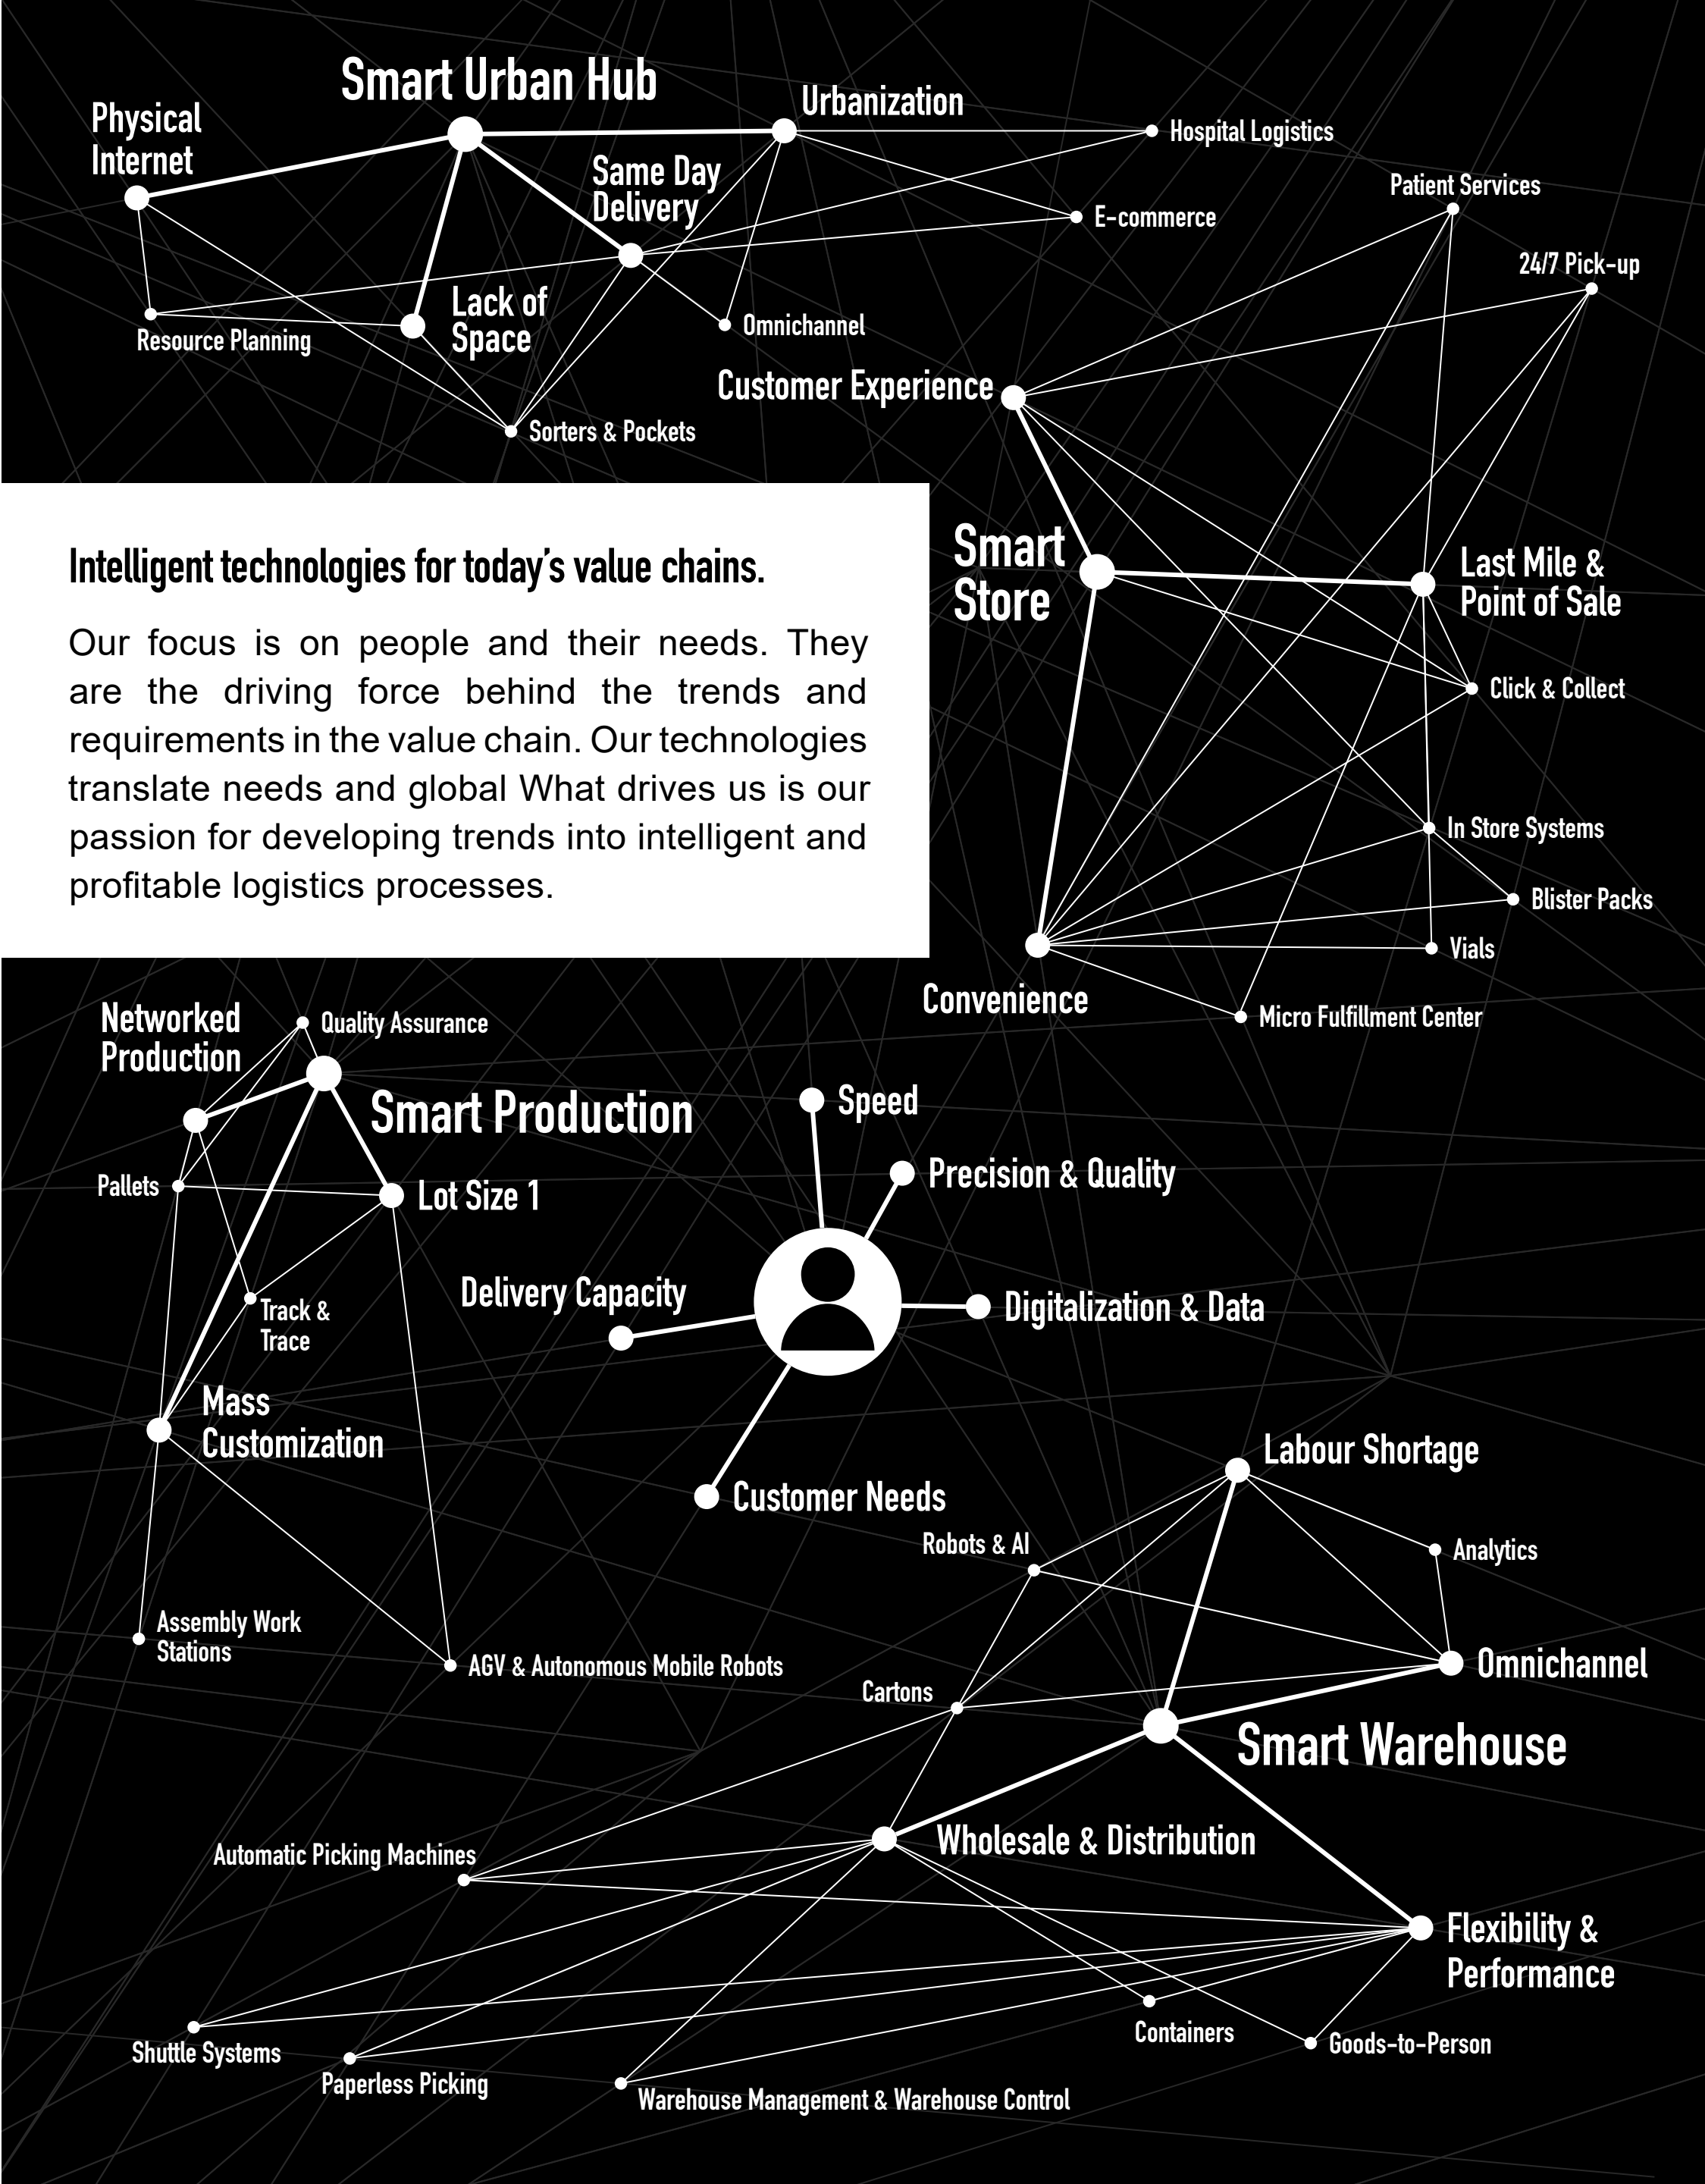 Smart Urban Hub
Physical
Internet
Urbanization
Hospital Logistics
Same Day
Delivery
Patient Services
E-commerce
24/7 Pick-up
Lack of
Space
Resource Planning
Omnichannel
Customer Experience
Sorters & Pockets
Intelligent technologies for today’s value chains.
Our focus is on people and their needs. They
are the driving force behind the trends and
requirements in the value chain. Our technologies
translate needs and global What drives us is our
passion for developing trends into intelligent and
profitable logistics processes.
Smart
Store
Last Mile &
Point of Sale
Click & Collect
In Store Systems
Blister Packs
Vials
Convenience
Micro Fulfillment Center
Networked
Production
Quality Assurance
Smart Production
Pallets
Lot Size 1
Track &
Trace
Mass
Customization
Assembly Work
Stations
AGV & Autonomous Mobile Robots
Speed
Precision & Quality
Delivery Capacity
Digitalization & Data
Customer Needs
Labour Shortage
Robots & AI
Analytics
Omnichannel
Cartons
Smart Warehouse
Wholesale & Distribution
Automatic Picking Machines
Flexibility &
Performance
Containers
Goods-to-Person
Shuttle Systems
Paperless Picking
Warehouse Management & Warehouse Control